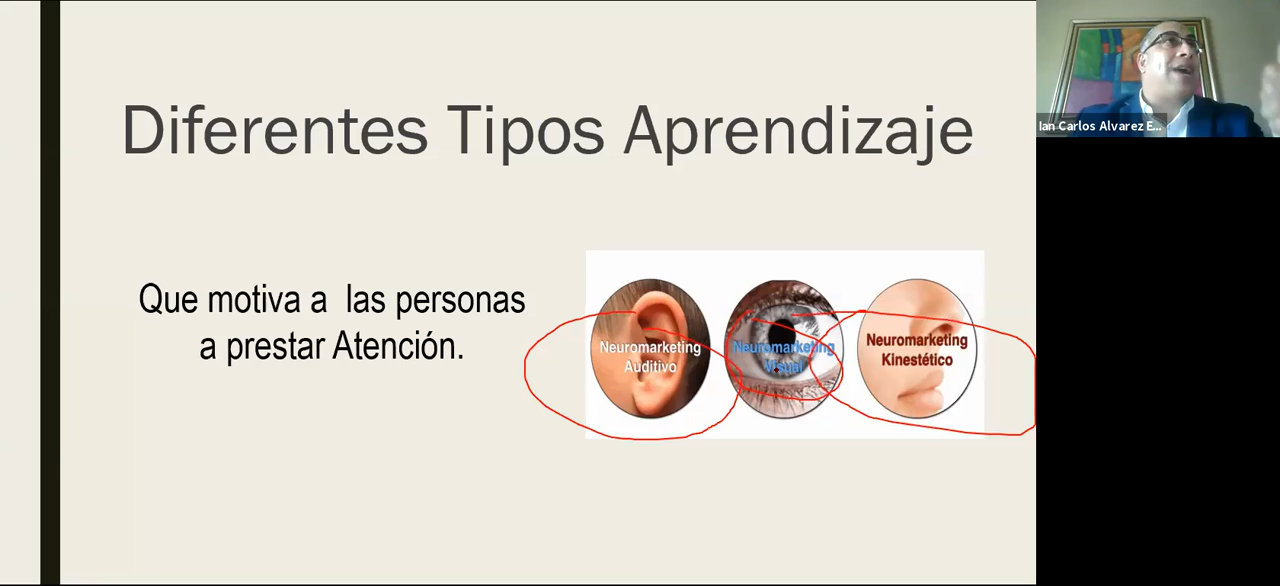 Diferentes Tipos Aprendizaje
Que motiva a las personas
a prestar Atención.
Neuromarketing
Auditivo
Neuromarketing
Visual
Neuromarketing
Kinestético
Ian Carlos Alvarez E...